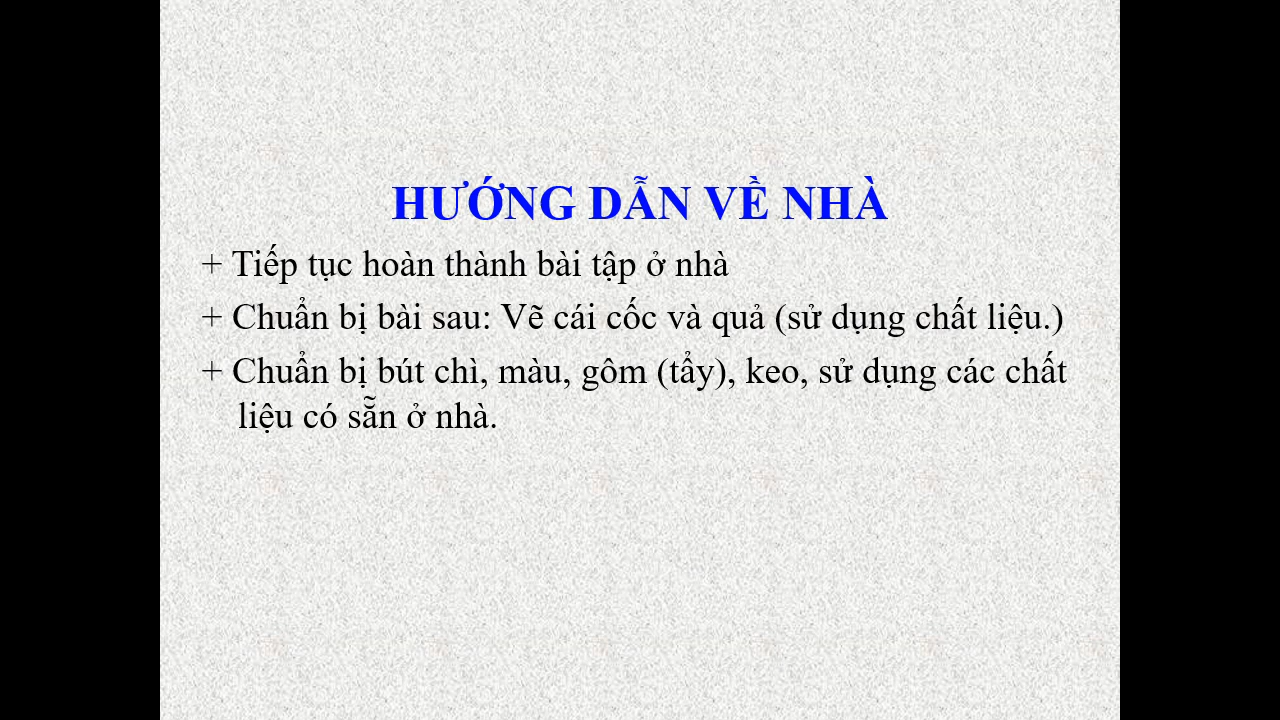 HƯỚNG DẪN VỀ NHÀ
+ Tiếp tục hoàn thành bài tập ở nhà
+ Chuẩn bị bài sau: Vẽ cái cốc và quả (sử dụng chất liệu.)
+ Chuẩn bị bút chì, màu, gôm (tẩy), keo, sử dụng các chất
liệu có sẵn ở nhà.